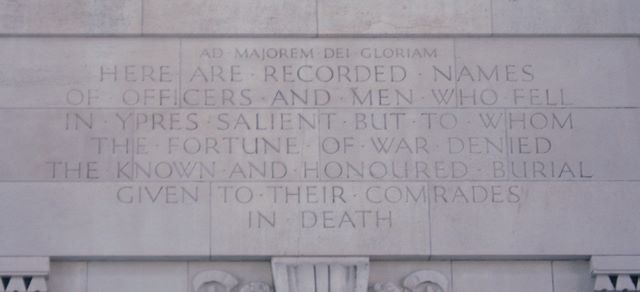 AD MAJOREM · DEI · GLORIAM
HERE · ARE · RECORDED · NAMES
OF · OFFICERS · AND · MEN · WHO · FELL
IN · YPRES · SALIENT · BUT · TO · WHOM
THE · FORTUNE · OF · WAR · DENIED
THE KNOWN · AND · HONOURED · BURIAL
GIVEN · TO · THEIR · COMRADES
IN · DEATH